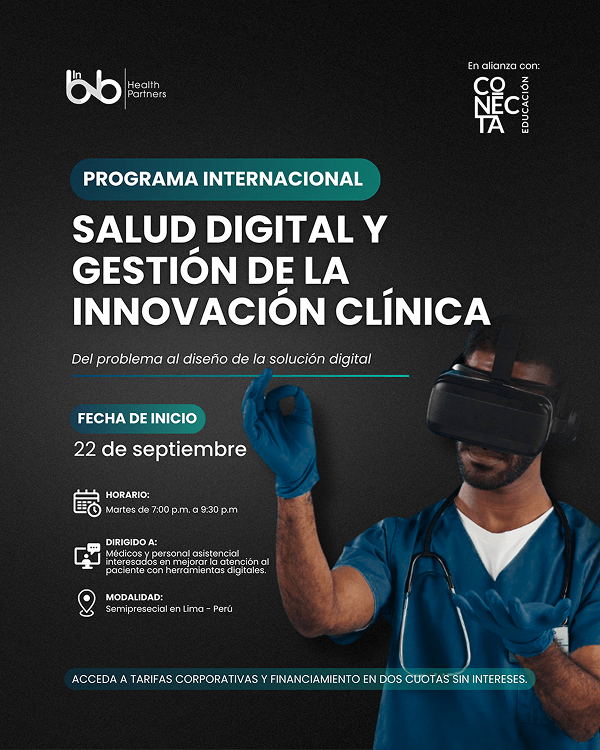 In
bvb
Health
Partners
En alianza con:
CO
NEC
TA
EDUCACIÓN
PROGRAMA INTERNACIONAL
SALUD DIGITAL Y
GESTIÓN DE LA
INNOVACIÓN CLÍNICA
Del problema al diseño de la solución digital
FECHA DE INICIO
22 de septiembre
HORARIO:
Martes de 7:00 p.m. a 9:30 p.m
DIRIGIDO A:
Médicos y personal asistencial
interesados en mejorar la atención al
paciente con herramientas digitales.
MODALIDAD:
Semipresecial en Lima - Perú
ACCEDA A TARIFAS CORPORATIVAS Y FINANCIAMIENTO EN DOS CUOTAS SIN INTERESES.